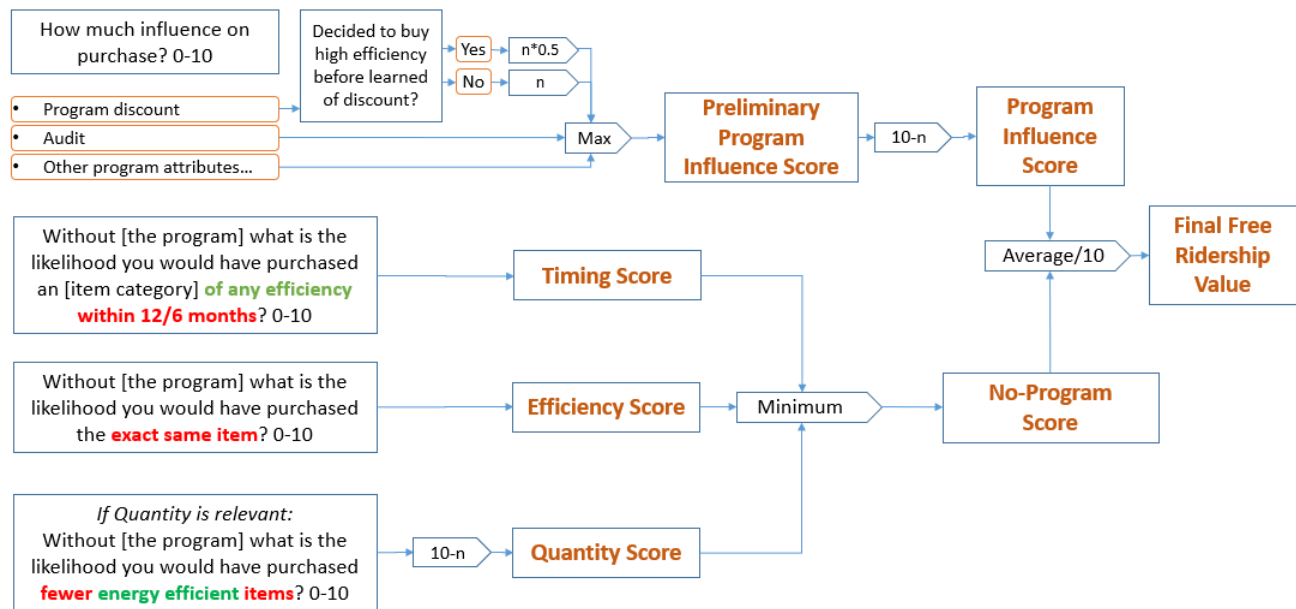 How much influence on
purchase? 0-10
• Program discount
• Audit
• Other program attributes…
Decided to buy
high efficiency
before learned
of discount?
Yes
n*0.5
No
n
Max
Preliminary
Program
Influence Score
10-n
Program
Influence
Score
Without [the program] what is the
likelihood you would have purchased
an [item category] of any efficiency
within 12/6 months? 0-10
Timing Score
Average/10
Final Free
Ridership
Value
Without [the program] what is the
likelihood you would have purchased
the exact same item? 0-10
Efficiency Score
Minimum
No-Program
Score
If Quantity is relevant:
Without [the program] what is the
likelihood you would have purchased
fewer energy efficient items? 0-10
10-n
Quantity Score